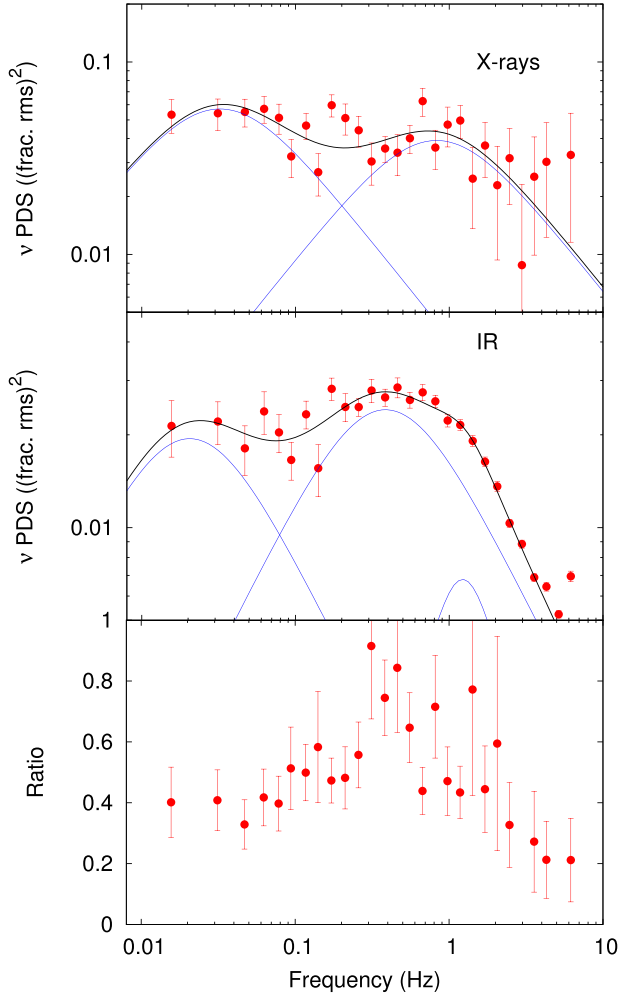 0.1
0.01
ν PDS ((frac. rms)²)
X-rays
0.01
ν PDS ((frac. rms)²)
IR
1
0.8
0.6
0.4
0.2
0
Ratio
0.01 0.1 1 10
Frequency (Hz)